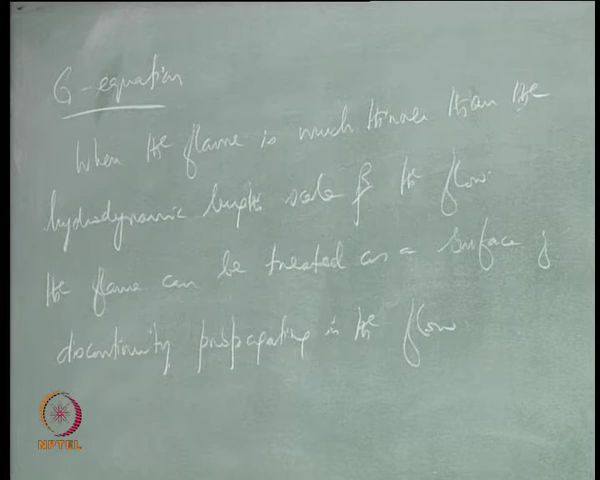 G-equation
When the flame is much thinner than the
hydrodynamic length scale of the flow.
the flame can be treated as a surface of
discontinuity propagating in the flow.
NPTEL